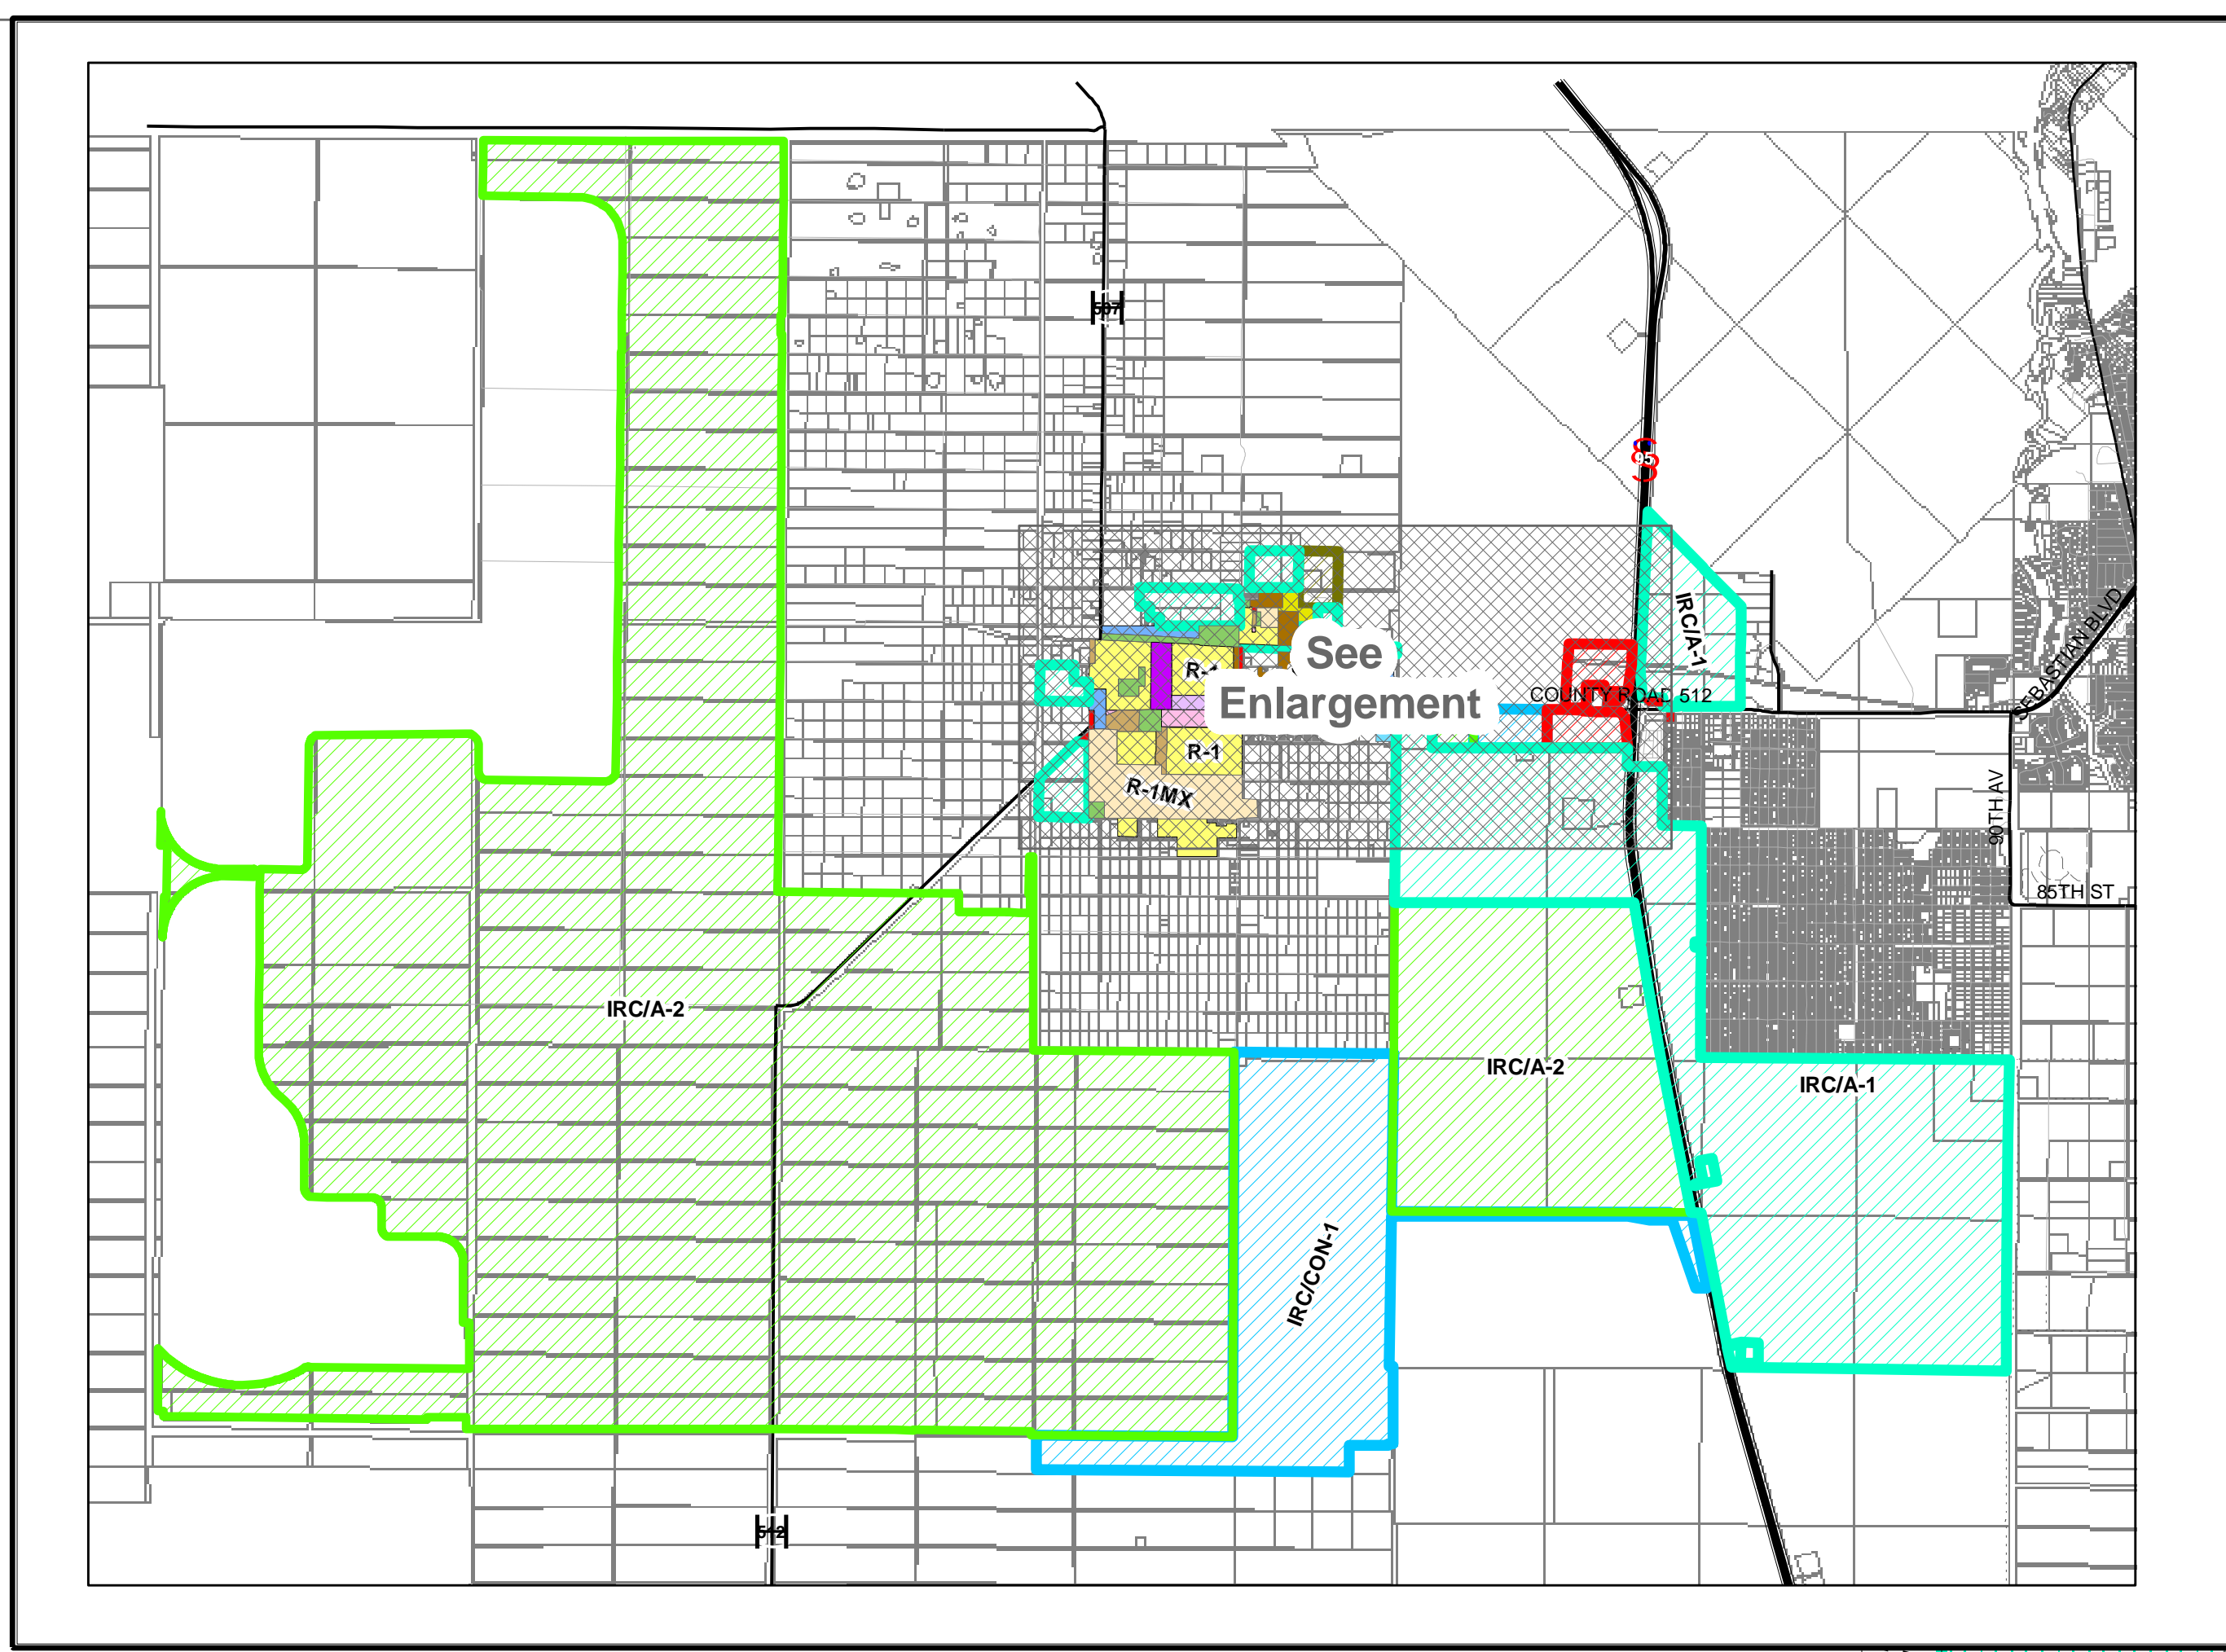 507
95
IRC/A-1
SEBASTIAN BLVD
See
Enlargement
COUNTY ROAD 512
R-1
R-1MX
90TH AV
85TH ST
IRC/A-2
IRC/A-2
IRC/A-1
IRC/CON-1
512